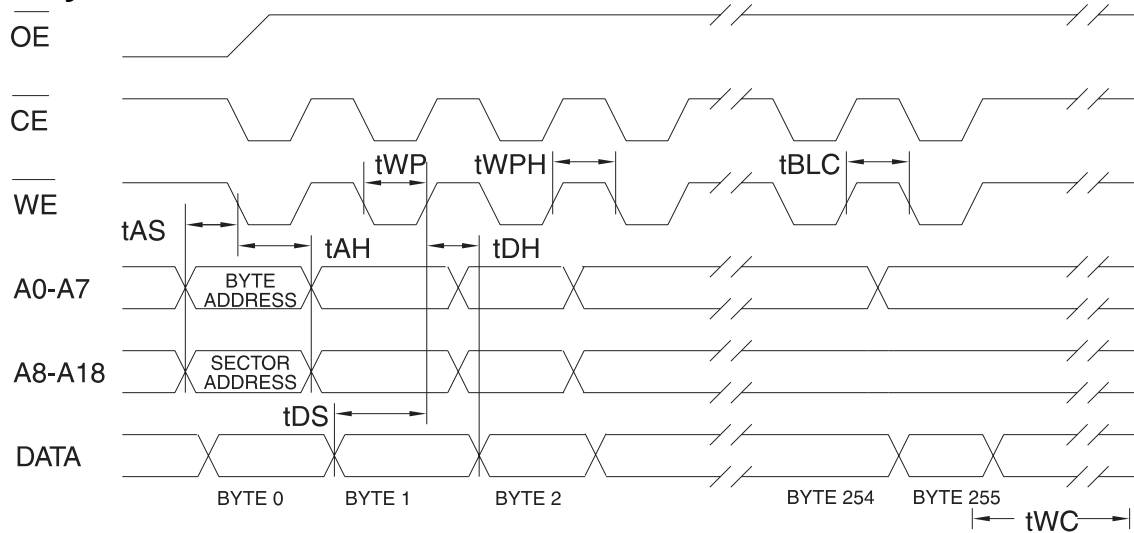 OE
CE
tWP tWPH tBLC
WE
tAS tAH tDH
A0-A7 BYTE
ADDRESS
A8-A18 SECTOR
ADDRESS
tDS
DATA
BYTE 0 BYTE 1 BYTE 2 BYTE 254 BYTE 255
tWC